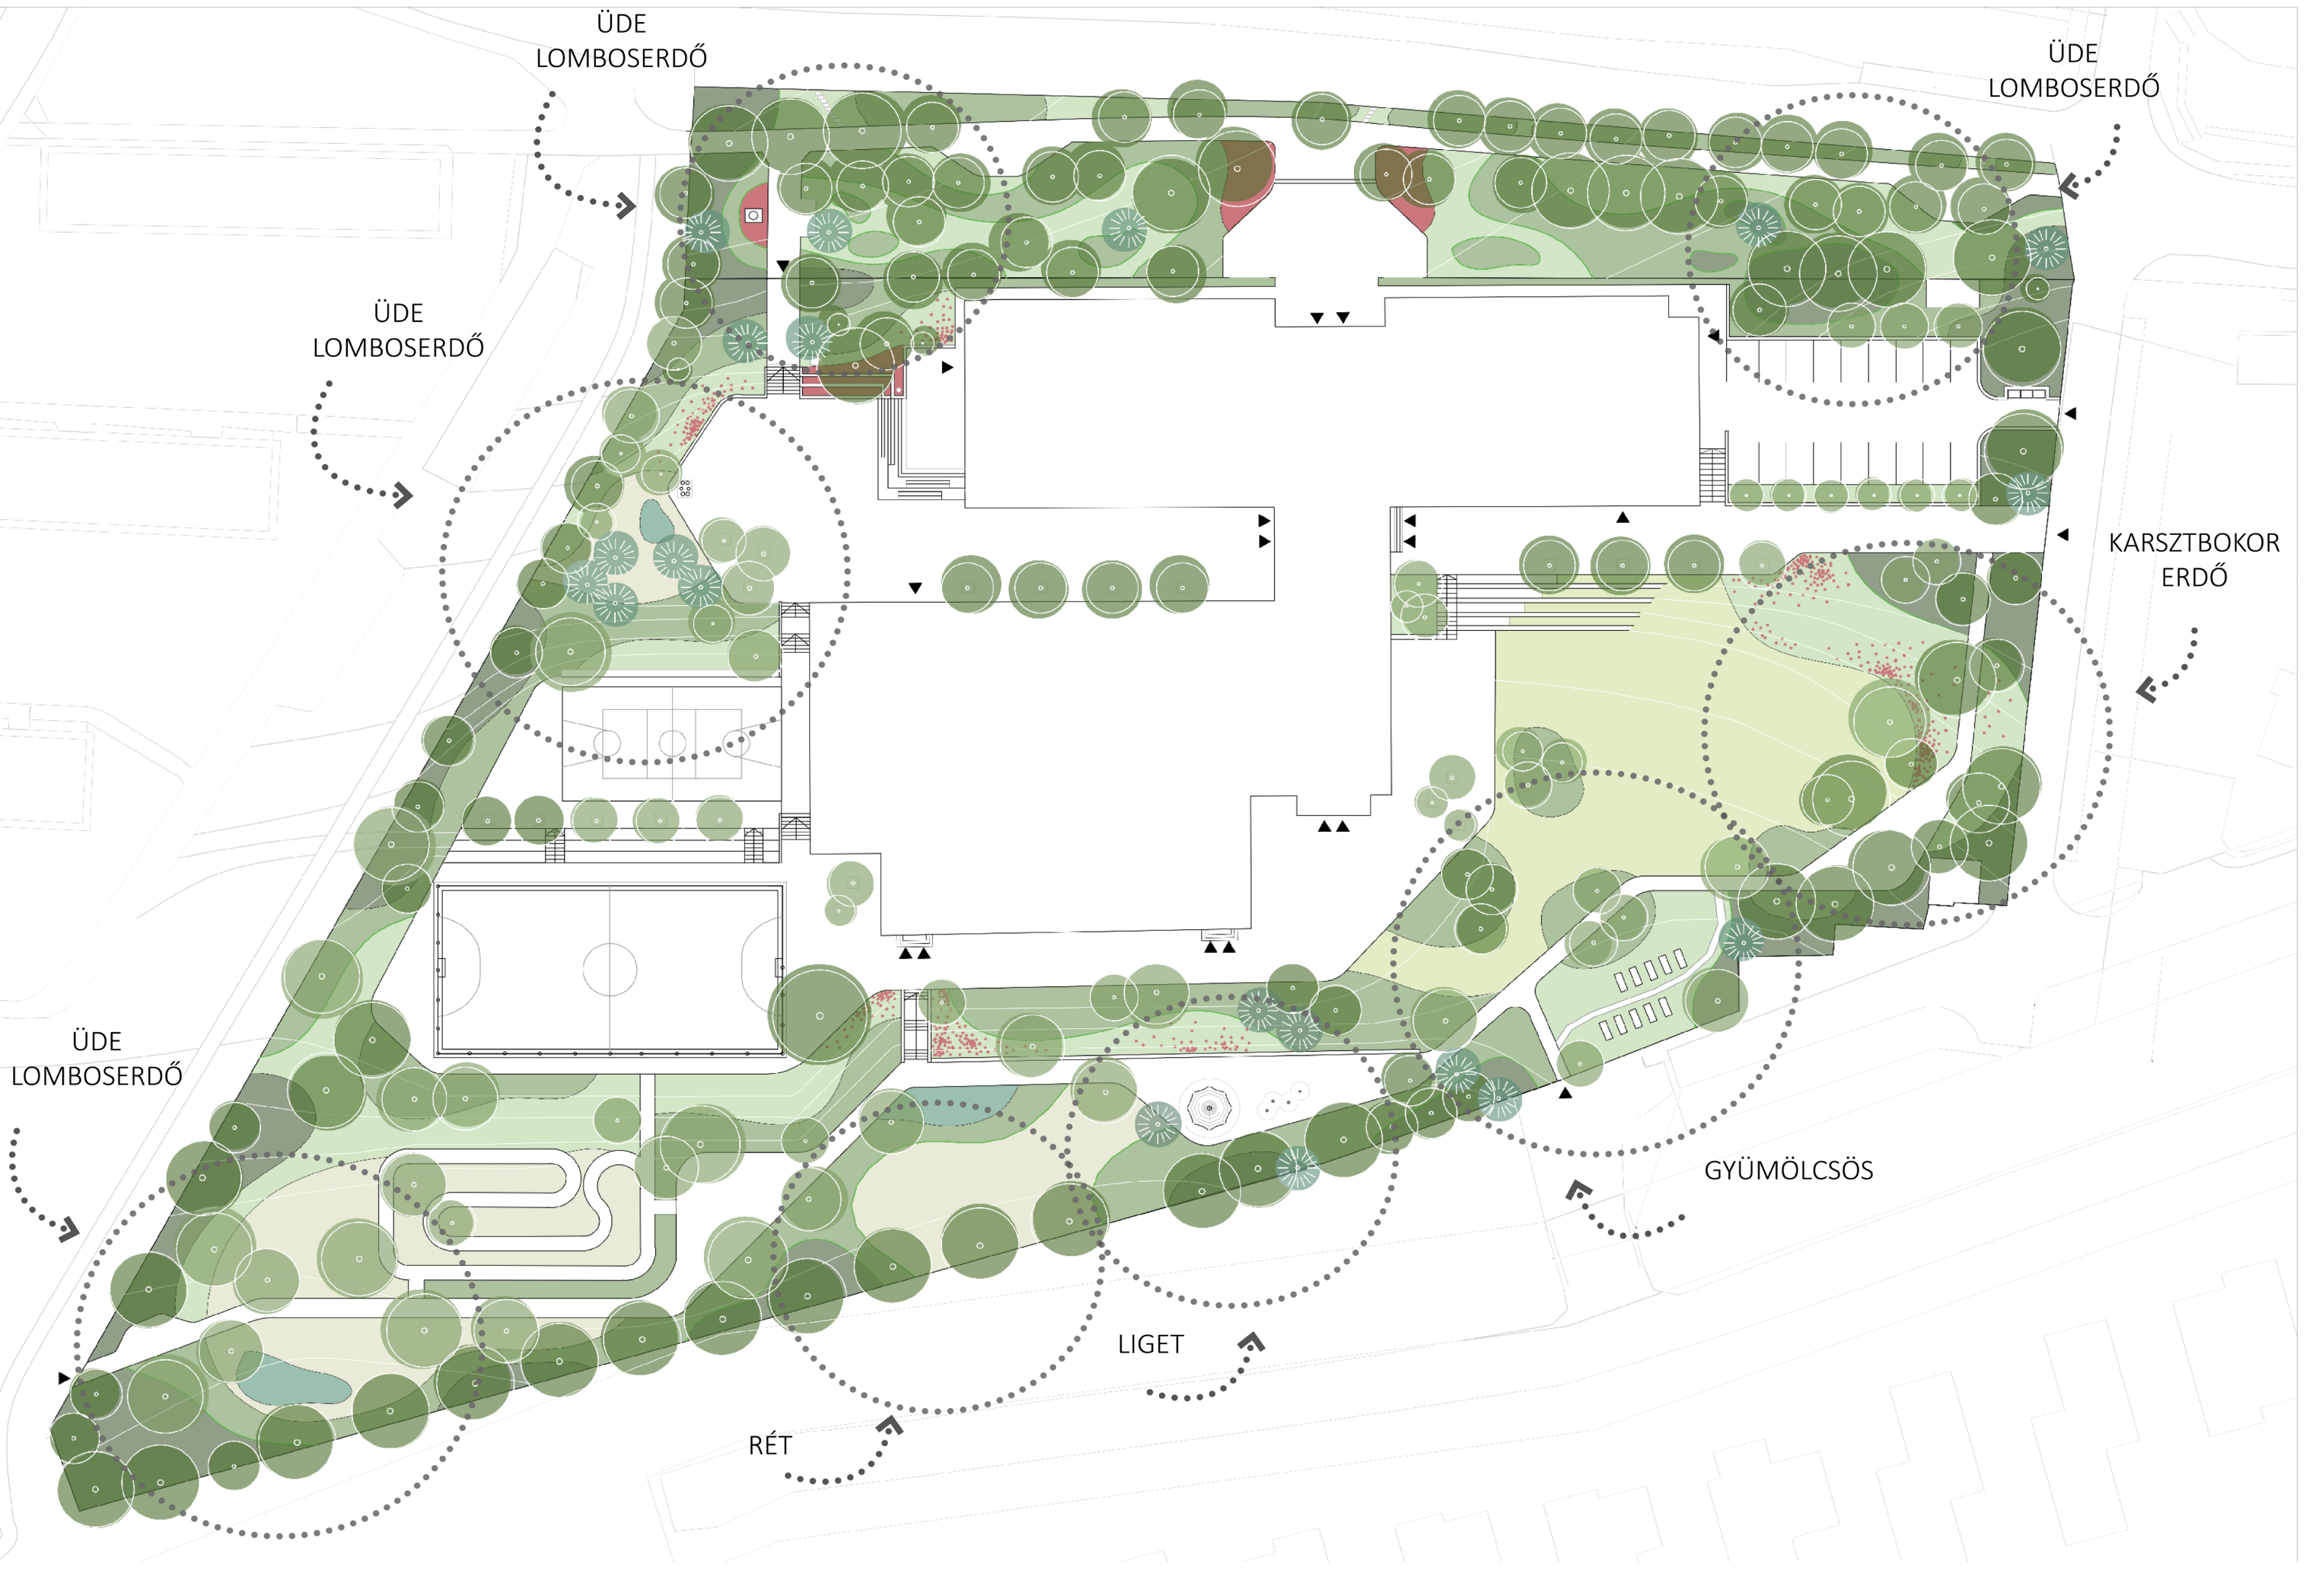 ÜDE
LOMBOSERDŐ
ÜDE
LOMBOSERDŐ
ÜDE
LOMBOSERDŐ
KARSZTBOKOR
ERDŐ
ÜDE
LOMBOSERDŐ
GYÜMÖLCSÖS
LIGET
RÉT